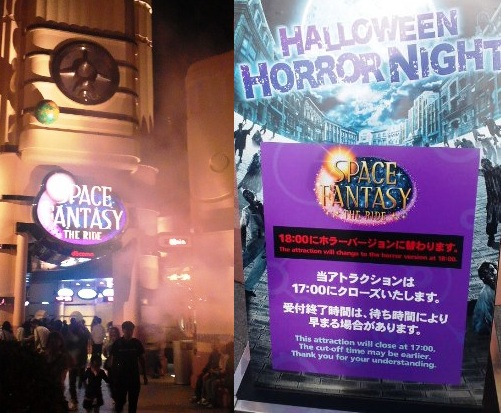 SPACE
FANTASY
THE RIDE
HALLOWEEN
HORROR NIGHT
SPACE
FANTASY
THE RIDE
18:00にホラーバージョンに替わります。
The attraction will change to the horror version at 18:00.
当アトラクションは
17:00にクローズいたします。
受付終了時間は、待ち時間により
早まる場合があります。
This attraction will close at 17:00.
The cut-off time may be earlier.
Thank you for your understanding.